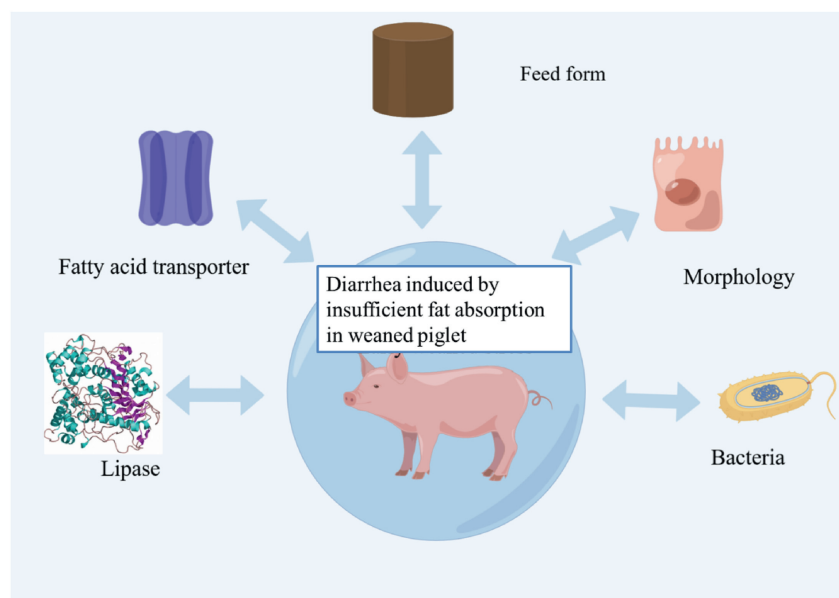 Feed form
Fatty acid transporter
Morphology
Diarrhea induced by
insufficient fat absorption
in weaned piglet
Lipase
Bacteria